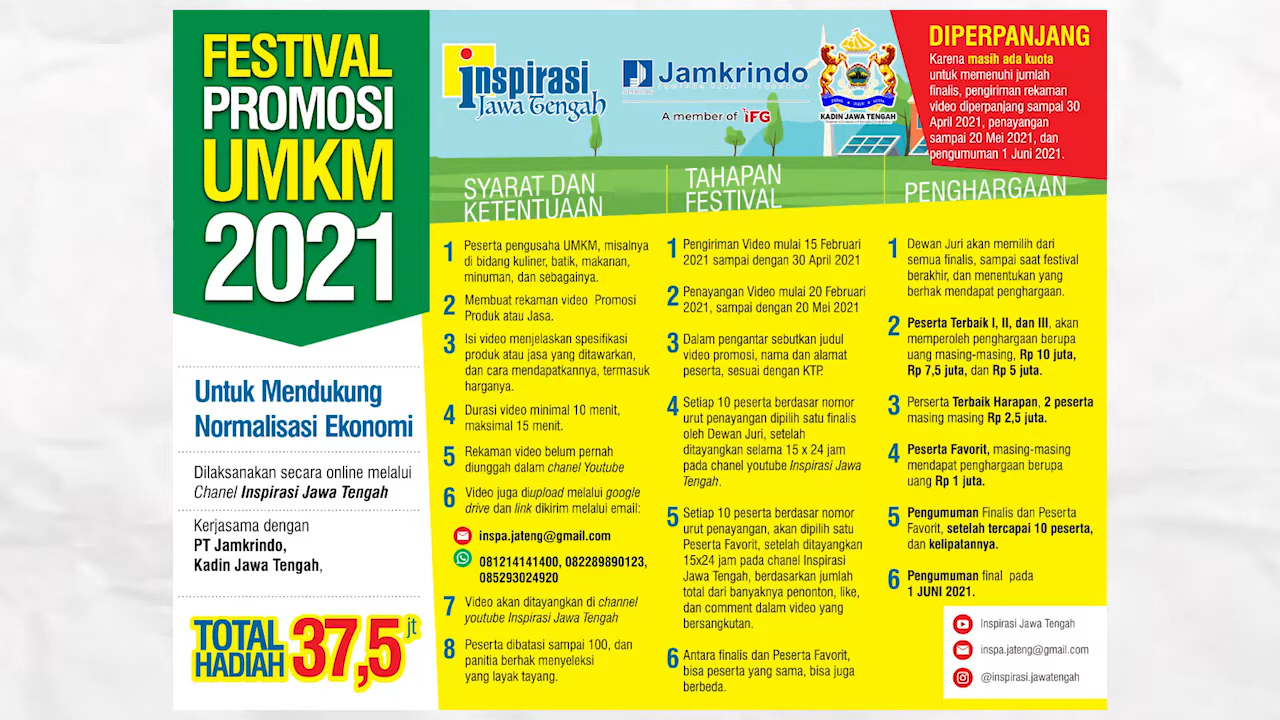 FESTIVAL
PROMOSI
UMKM
2021
Untuk Mendukung
Normalisasi Ekonomi
Dilaksanakan secara online melalui
Chanel Inspirasi Jawa Tengah
Kerjasama dengan
PT Jamkrindo,
Kadin Jawa Tengah,
TOTAL
HADIAH
37,5 jt
inspirasi
Jawa Tengah
Jamkrindo
A member of IFG
KADIN JAWA TENGAH
DIPERPANJANG
Karena masih ada kuota
untuk memenuhi jumlah
finalis, pengiriman rekaman
video diperpanjang sampai 30
April 2021, penayangan
sampai 20 Mei 2021, dan
pengumuman 1 Juni 2021.
SYARAT DAN
KETENTUAAN
1 Peserta pengusaha UMKM, misalnya
di bidang kuliner, batik, makanan,
minuman, dan sebagainya.
2 Membuat rekaman video Promosi
Produk atau Jasa.
3 Isi video menjelaskan spesifikasi
produk atau jasa yang ditawarkan,
dan cara mendapatkannya, termasuk
harganya.
4 Durasi video minimal 10 menit,
maksimal 15 menit.
5 Rekaman video belum pernah
diunggah dalam chanel Youtube
6 Video juga diupload melalui google
drive dan link dikirim melalui email:
inspa.jateng@gmail.com
081214141400, 082289890123,
085293024920
7 Video akan ditayangkan di channel
youtube Inspirasi Jawa Tengah
8 Peserta dibatasi sampai 100, dan
panitia berhak menyeleksi
yang layak tayang.
TAHAPAN
FESTIVAL
1 Pengiriman Video mulai 15 Februari
2021 sampai dengan 30 April 2021
2 Penayangan Video mulai 20 Februari
2021, sampai dengan 20 Mei 2021
3 Dalam pengantar sebutkan judul
video promosi, nama dan alamat
peserta, sesuai dengan KTP.
4 Setiap 10 peserta berdasar nomor
urut penayangan dipilih satu finalis
oleh Dewan Juri, setelah
ditayangkan selama 15 x 24 jam
pada chanel youtube Inspirasi Jawa
Tengah.
5 Setiap 10 peserta berdasar nomor
urut penayangan, akan dipilih satu
Peserta Favorit, setelah ditayangkan
15x24 jam pada chanel Inspirasi
Jawa Tengah, berdasarkan jumlah
total dari banyaknya penonton, like,
dan comment dalam video yang
bersangkutan.
6 Antara finalis dan Peserta Favorit,
bisa peserta yang sama, bisa juga
berbeda.
PENGHARGAAN
1 Dewan Juri akan memilih dari
semua finalis, sampai saat festival
berakhir, dan menentukan yang
berhak mendapat penghargaan.
2 Peserta Terbaik I, II, dan III, akan
memperoleh penghargaan berupa
uang masing-masing, Rp 10 juta,
Rp 7,5 juta, dan Rp 5 juta.
3 Perserta Terbaik Harapan, 2 peserta
masing masing Rp 2,5 juta.
4 Peserta Favorit, masing-masing
mendapat penghargaan berupa
uang Rp 1 juta.
5 Pengumuman Finalis dan Peserta
Favorit, setelah tercapai 10 peserta,
dan kelipatannya.
6 Pengumuman final pada
1 JUNI 2021.
Inspirasi Jawa Tengah
inspa.jateng@gmail.com
@inspirasi.jawatengah